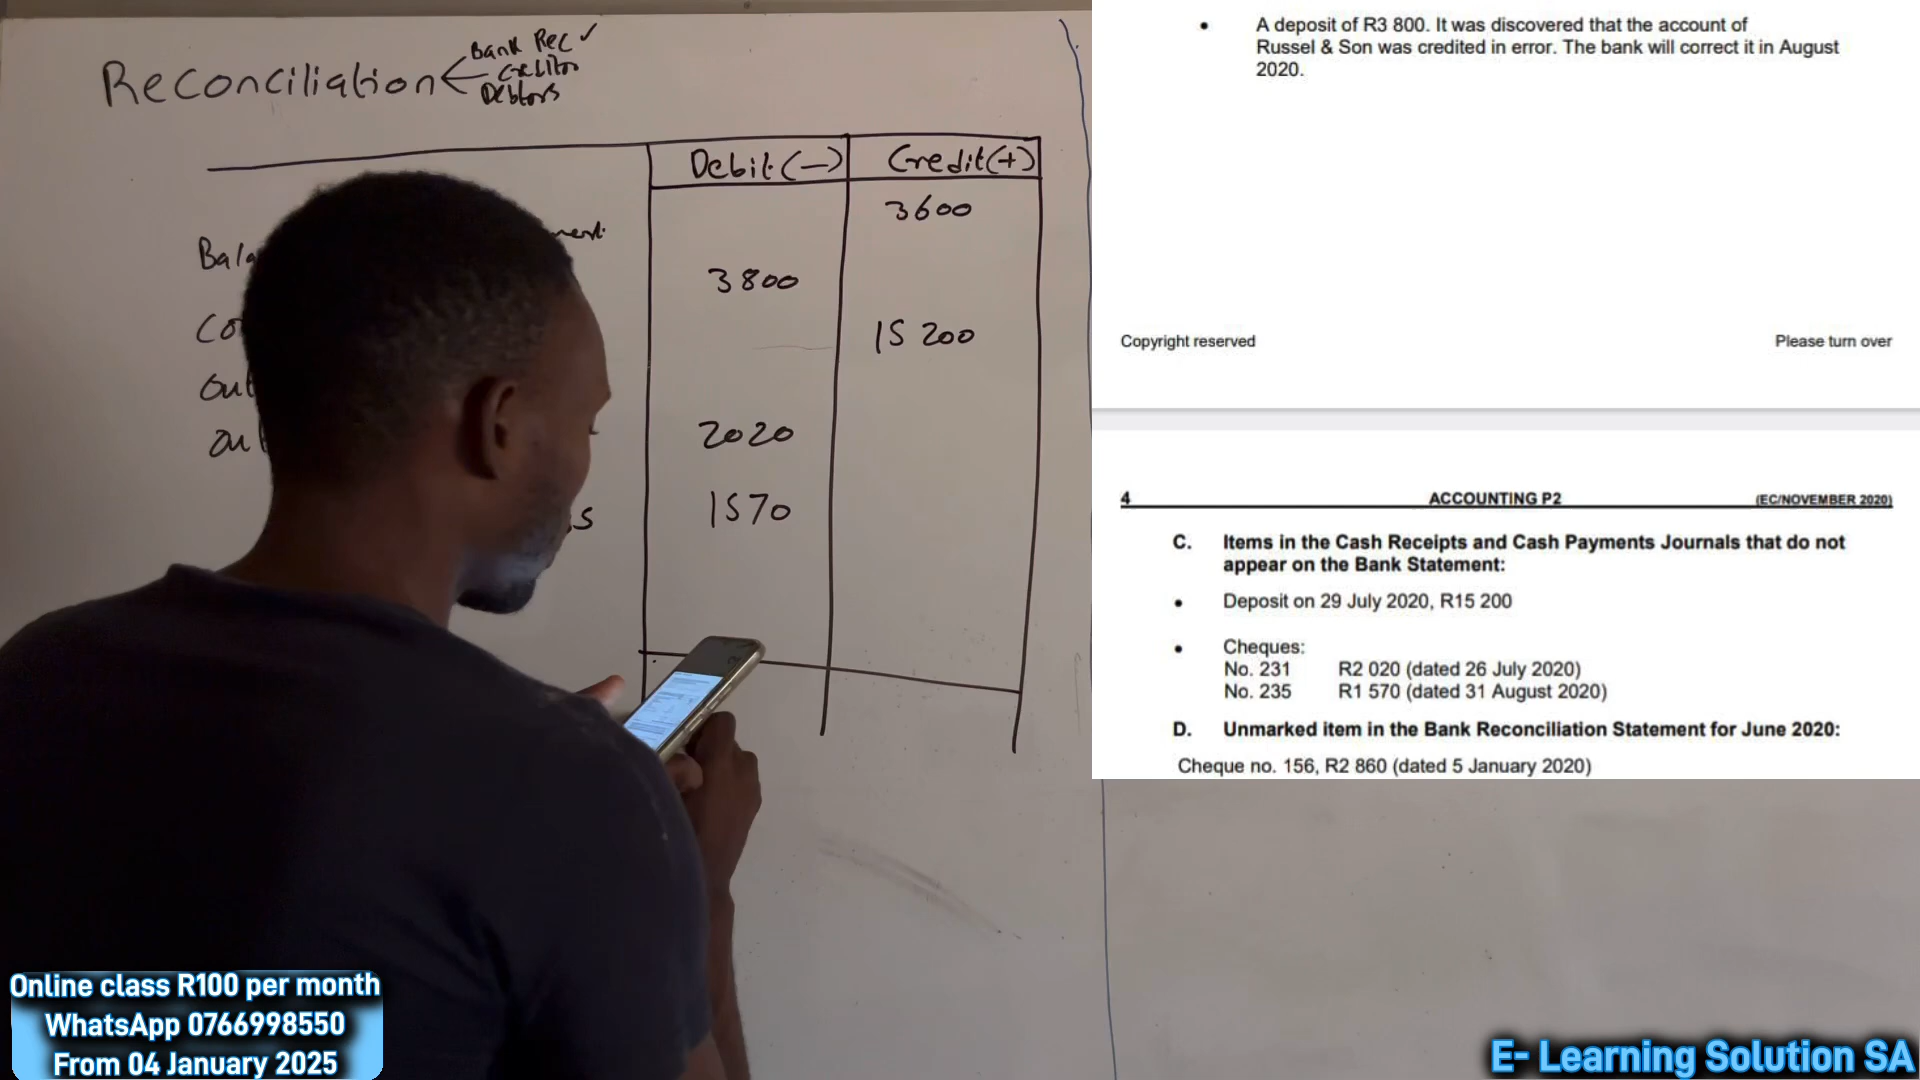 Reconciliation
Bank Rec ✓
Debtors
Debit (–) Credit (+)
3600
3800
15 200
2020
1570
• A deposit of R3 800. It was discovered that the account of
Russel & Son was credited in error. The bank will correct it in August
2020.
Copyright reserved Please turn over
4 ACCOUNTING P2 (EC/NOVEMBER 2020)
C. Items in the Cash Receipts and Cash Payments Journals that do not
appear on the Bank Statement:
• Deposit on 29 July 2020, R15 200
• Cheques:
No. 231 R2 020 (dated 26 July 2020)
No. 235 R1 570 (dated 31 August 2020)
D. Unmarked item in the Bank Reconciliation Statement for June 2020:
Cheque no. 156, R2 860 (dated 5 January 2020)
Online class R100 per month
WhatsApp 0766998550
From 04 January 2025
E- Learning Solution SA